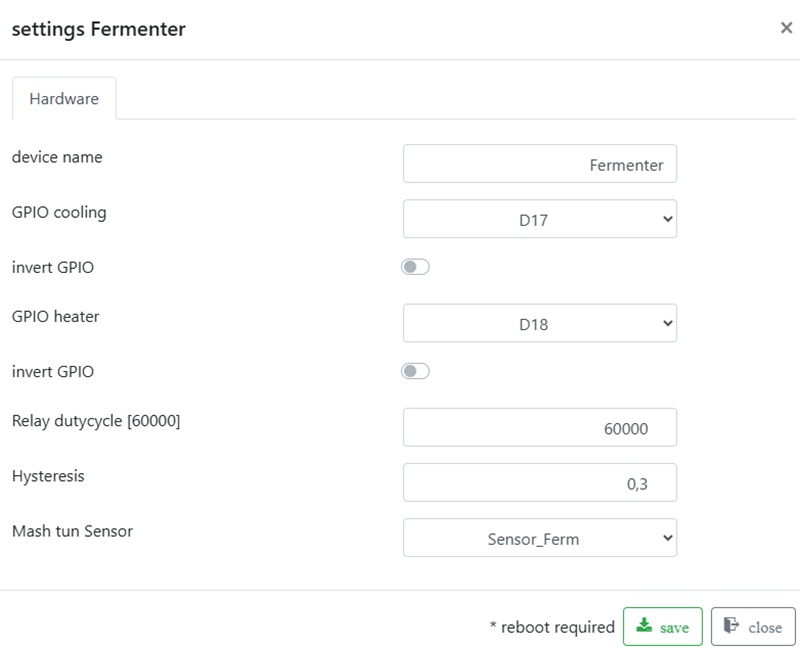 settings Fermenter ×
Hardware
device name Fermenter
GPIO cooling D17
invert GPIO
GPIO heater D18
invert GPIO
Relay dutycycle [60000] 60000
Hysteresis 0,3
Mash tun Sensor Sensor_Ferm
* reboot required save close